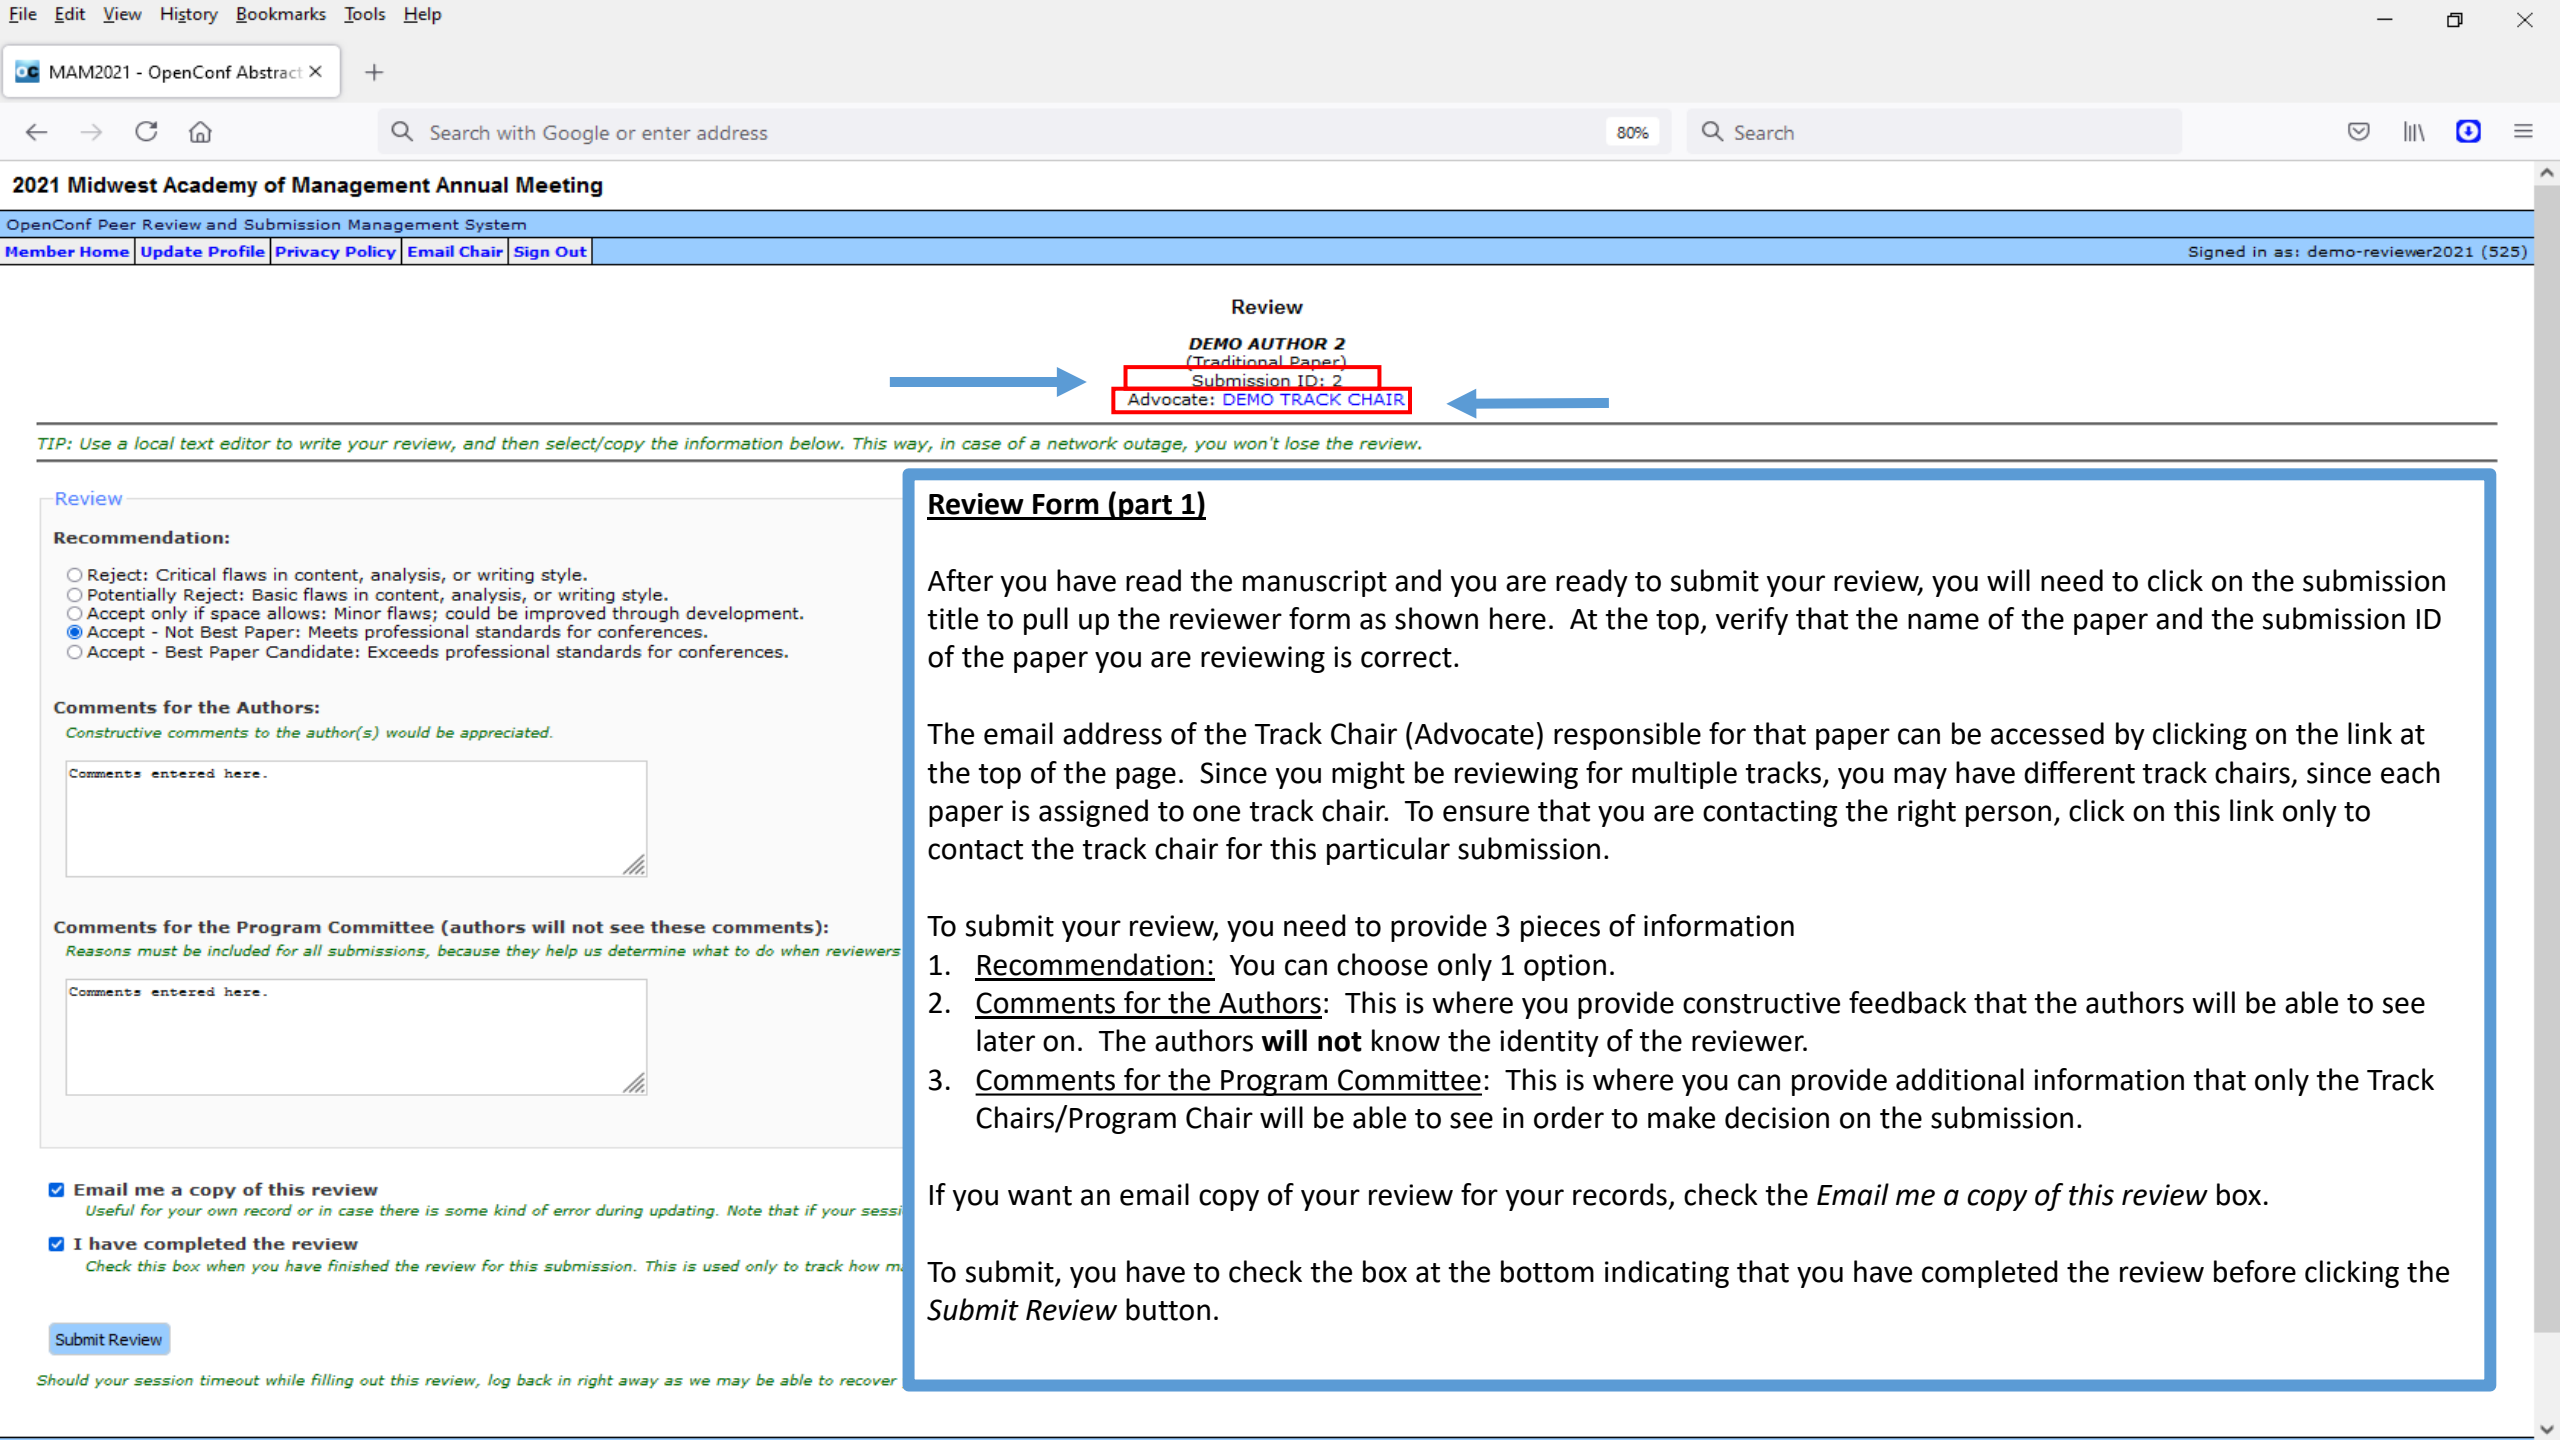 File Edit View History Bookmarks Tools Help
MAM2021 - OpenConf Abstract
Search with Google or enter address
80%
Search
2021 Midwest Academy of Management Annual Meeting
OpenConf Peer Review and Submission Management System
Member Home Update Profile Privacy Policy Email Chair Sign Out
Signed in as: demo-reviewer2021 (525)
Review
DEMO AUTHOR 2
(Traditional Paper)
Submission ID: 2
Advocate: DEMO TRACK CHAIR
TIP: Use a local text editor to write your review, and then select/copy the information below. This way, in case of a network outage, you won't lose the review.
Review
Recommendation:
Reject: Critical flaws in content, analysis, or writing style.
Potentially Reject: Basic flaws in content, analysis, or writing style.
Accept only if space allows: Minor flaws; could be improved through development.
Accept - Not Best Paper: Meets professional standards for conferences.
Accept - Best Paper Candidate: Exceeds professional standards for conferences.
Comments for the Authors:
Constructive comments to the author(s) would be appreciated.
Comments entered here.
Comments for the Program Committee (authors will not see these comments):
Reasons must be included for all submissions, because they help us determine what to do when reviewers
Comments entered here.
Email me a copy of this review
Useful for your own record or in case there is some kind of error during updating. Note that if your sessi
I have completed the review
Check this box when you have finished the review for this submission. This is used only to track how m
Submit Review
Should your session timeout while filling out this review, log back in right away as we may be able to recover
Review Form (part 1)
After you have read the manuscript and you are ready to submit your review, you will need to click on the submission
title to pull up the reviewer form as shown here.  At the top, verify that the name of the paper and the submission ID
of the paper you are reviewing is correct.
The email address of the Track Chair (Advocate) responsible for that paper can be accessed by clicking on the link at
the top of the page.  Since you might be reviewing for multiple tracks, you may have different track chairs, since each
paper is assigned to one track chair.  To ensure that you are contacting the right person, click on this link only to
contact the track chair for this particular submission.
To submit your review, you need to provide 3 pieces of information
1. Recommendation:  You can choose only 1 option.
2. Comments for the Authors:  This is where you provide constructive feedback that the authors will be able to see
later on.  The authors will not know the identity of the reviewer.
3. Comments for the Program Committee:  This is where you can provide additional information that only the Track
Chairs/Program Chair will be able to see in order to make decision on the submission.
If you want an email copy of your review for your records, check the Email me a copy of this review box.
To submit, you have to check the box at the bottom indicating that you have completed the review before clicking the
Submit Review button.